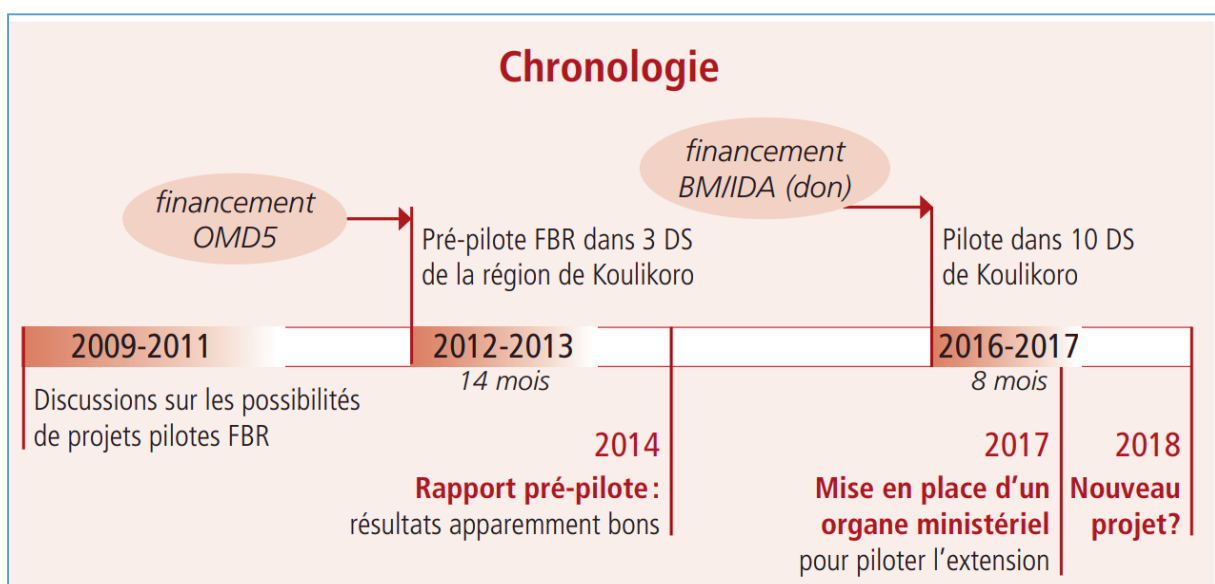 Chronologie
financement
OMD5
financement
BM/IDA (don)
Pré-pilote FBR dans 3 DS
de la région de Koulikoro
Pilote dans 10 DS
de Koulikoro
2009-2011
2012-2013
14 mois
2016-2017
8 mois
Discussions sur les possibilités
de projets pilotes FBR
2014
Rapport pré-pilote :
résultats apparemment bons
2017
Mise en place d’un
organe ministériel
pour piloter l’extension
2018
Nouveau
projet?